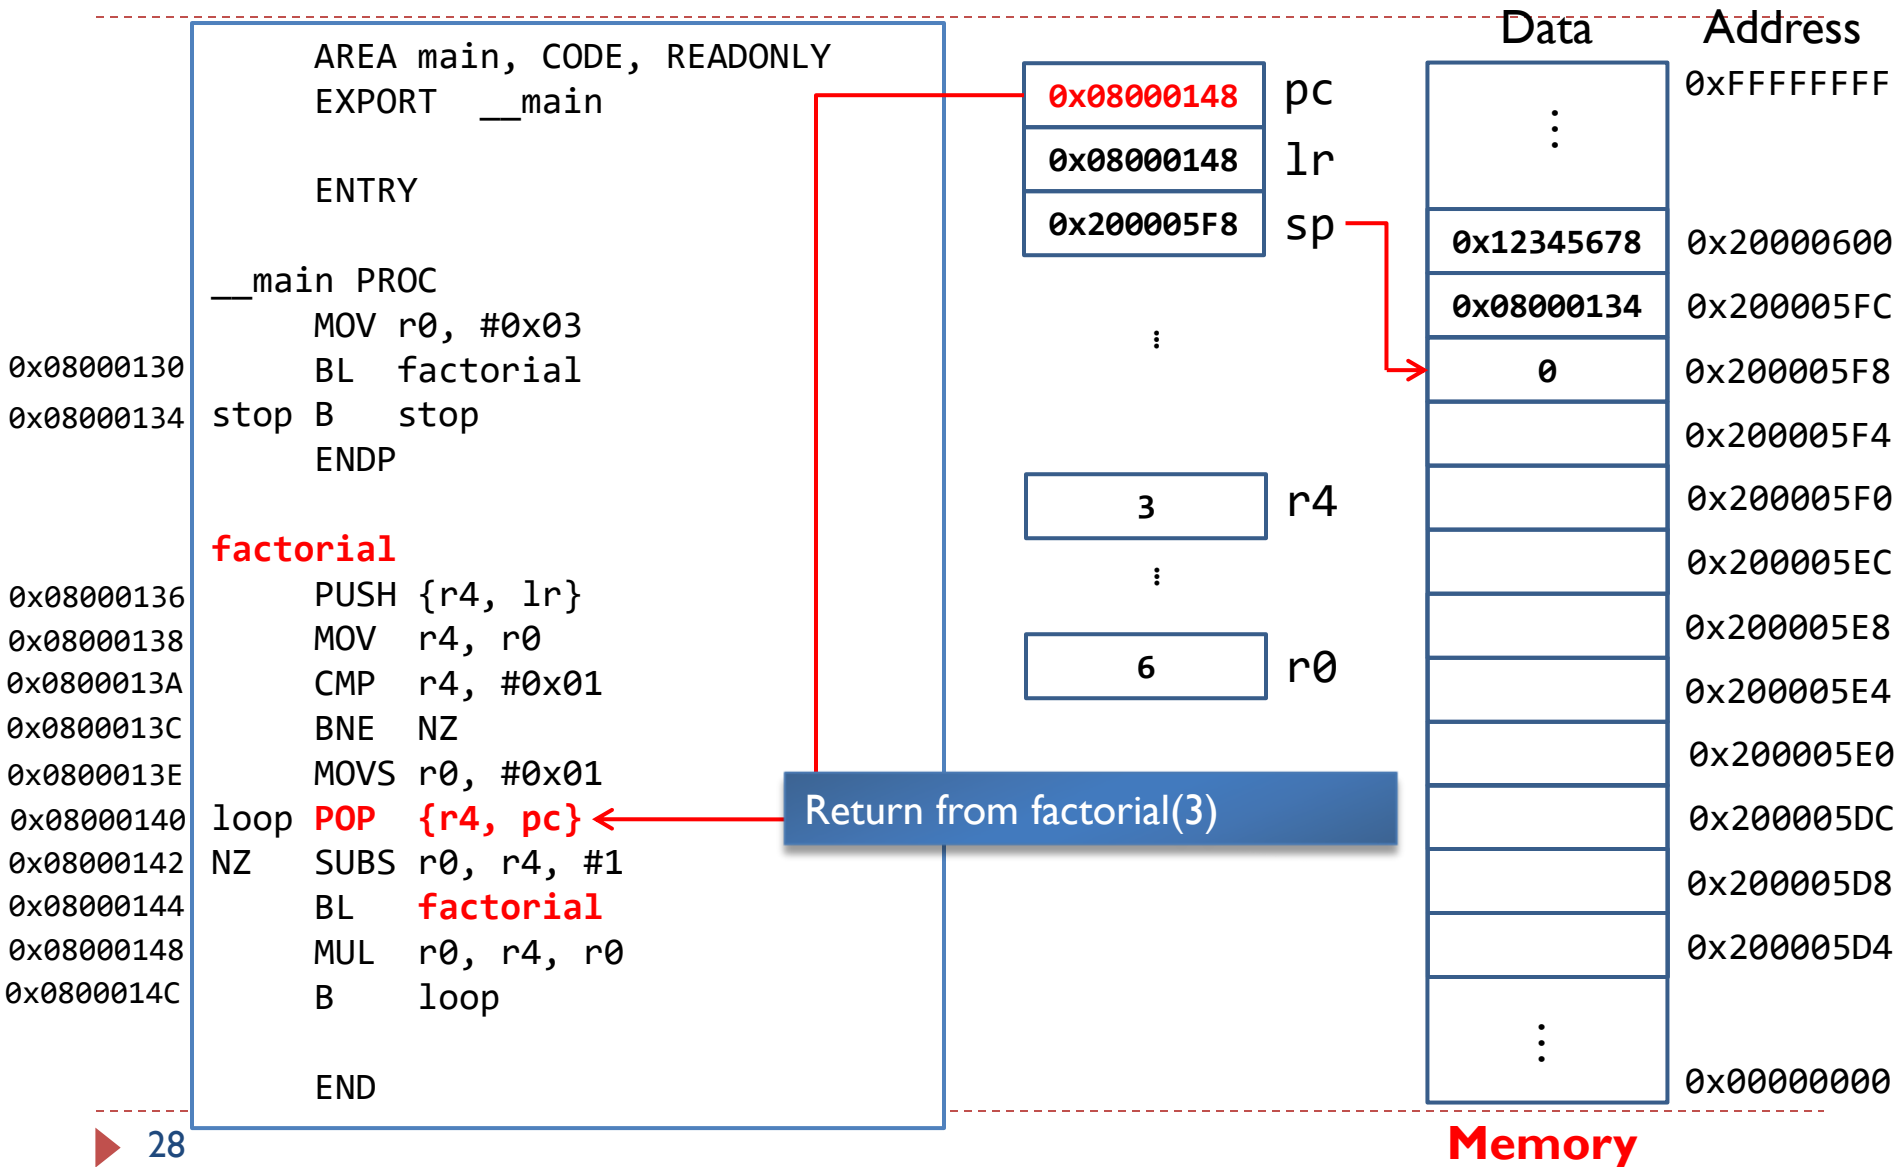 Data Address
AREA main, CODE, READONLY
EXPORT __main
ENTRY
__main PROC
MOV r0, #0x03
0x08000130 BL factorial
0x08000134 stop B stop
ENDP
factorial
0x08000136 PUSH {r4, lr}
0x08000138 MOV r4, r0
0x0800013A CMP r4, #0x01
0x0800013C BNE NZ
0x0800013E MOVS r0, #0x01
0x08000140 loop POP {r4, pc}
0x08000142 NZ SUBS r0, r4, #1
0x08000144 BL factorial
0x08000148 MUL r0, r4, r0
0x0800014C B loop
END
0x08000148 pc
0x08000148 lr
0x200005F8 sp
⋮
3 r4
⋮
6 r0
Return from factorial(3)
0xFFFFFFFF
⋮
0x12345678 0x20000600
0x08000134 0x200005FC
0 0x200005F8
0x200005F4
0x200005F0
0x200005EC
0x200005E8
0x200005E4
0x200005E0
0x200005DC
0x200005D8
0x200005D4
⋮
0x00000000
Memory
28